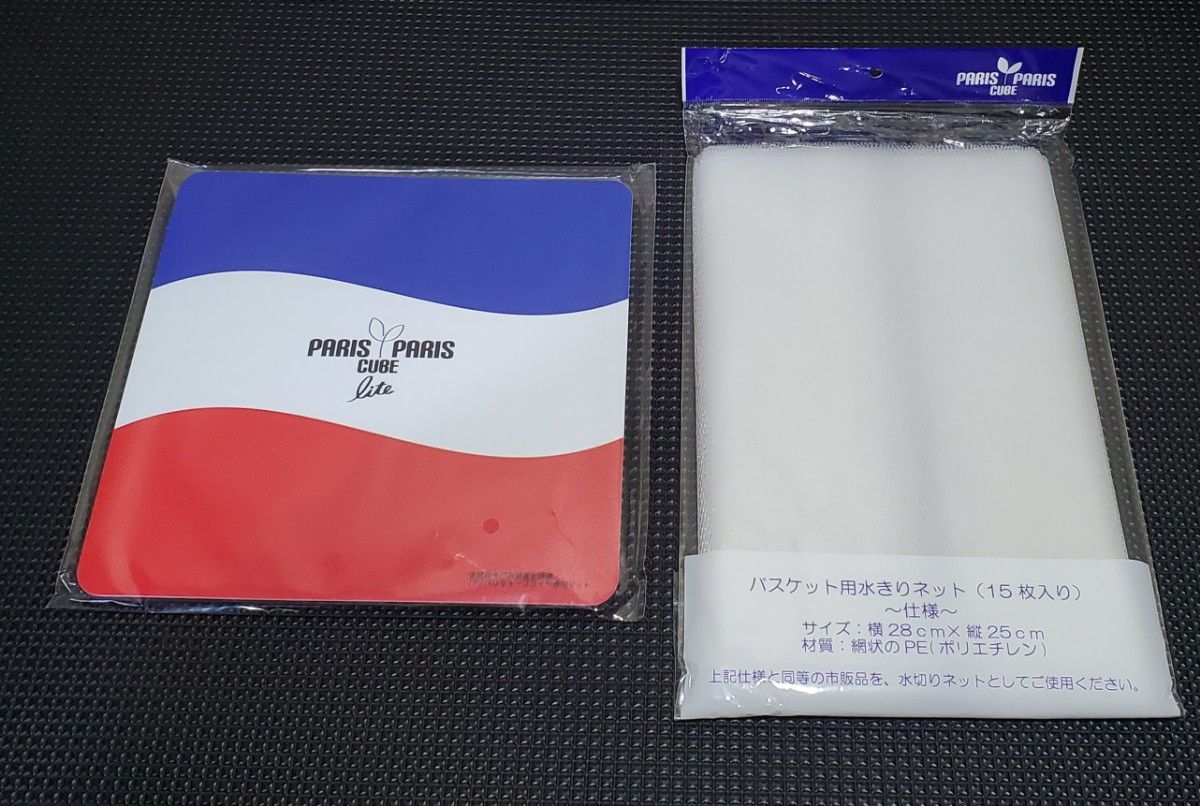 PARIS PARIS
CUBE
lite
PARIS PARIS
CUBE
バスケット用水きりネット（15枚入り）
～仕様～
サイズ：横28cm×縦25cm
材質：網状のPE(ポリエチレン)
上記仕様と同等の市販品を、水切りネットとしてご使用ください。